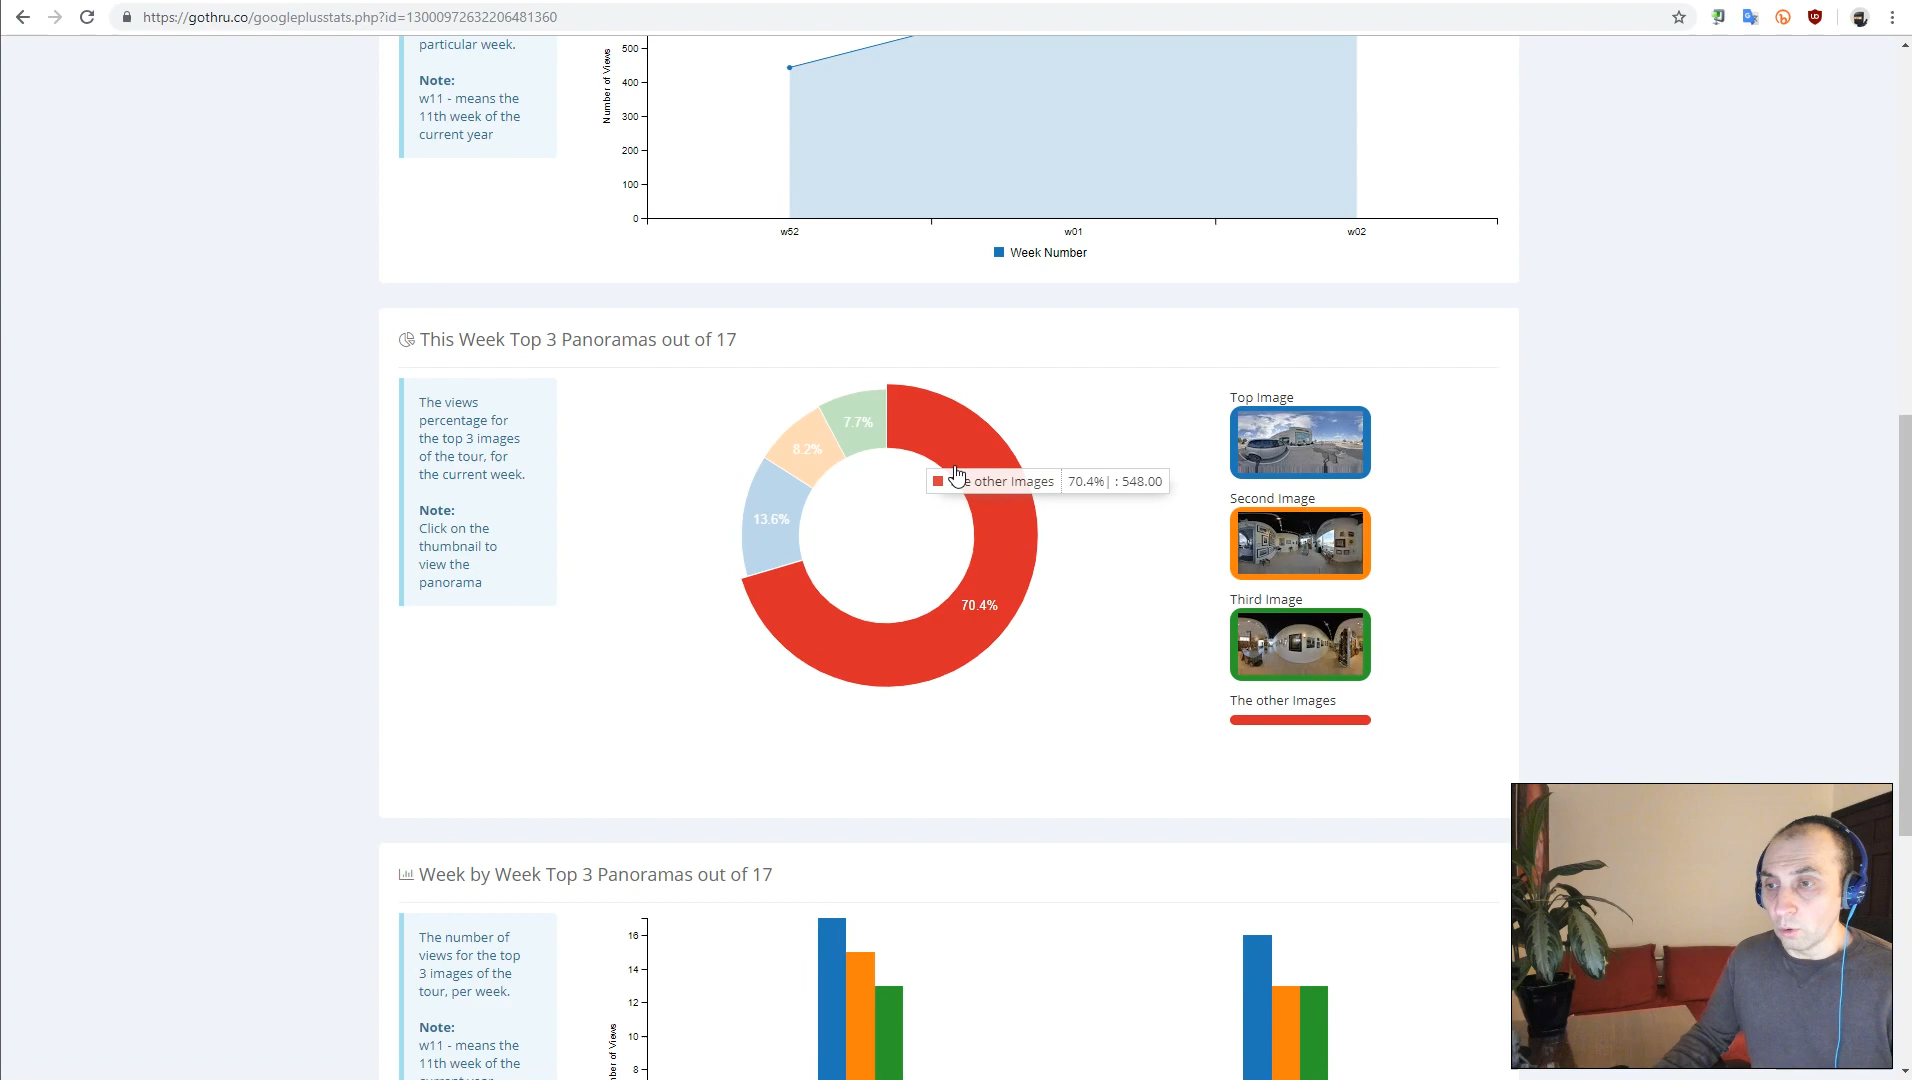 https://gothru.co/googleplusstats.php?id=13000972632206481360
particular week.
Note:
w11 - means the
11th week of the
current year
Number of Views
500
400
300
200
100
0
w52
w01
w02
Week Number
This Week Top 3 Panoramas out of 17
The views
percentage for
the top 3 images
of the tour, for
the current week.
Note:
Click on the
thumbnail to
view the
panorama
7.7%
8.2%
13.6%
70.4%
e other Images
70.4%| : 548.00
Top Image
Second Image
Third Image
The other Images
Week by Week Top 3 Panoramas out of 17
The number of
views for the top
3 images of the
tour, per week.
Note:
w11 - means the
11th week of the
16
14
12
10
8
ber of Views